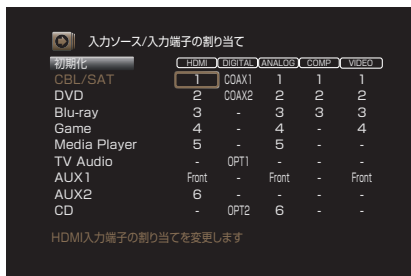 入力ソース/入力端子の割り当て
初期化 HDMI DIGITAL ANALOG COMP VIDEO
CBL/SAT 1 COAX1 1 1 1
DVD 2 COAX2 2 2 2
Blu-ray 3 - 3 3 3
Game 4 - 4 - 4
Media Player 5 - 5 - -
TV Audio - OPT1 - - -
AUX1 Front - Front - Front
AUX2 6 - - - -
CD - OPT2 6 - -
HDMI入力端子の割り当てを変更します